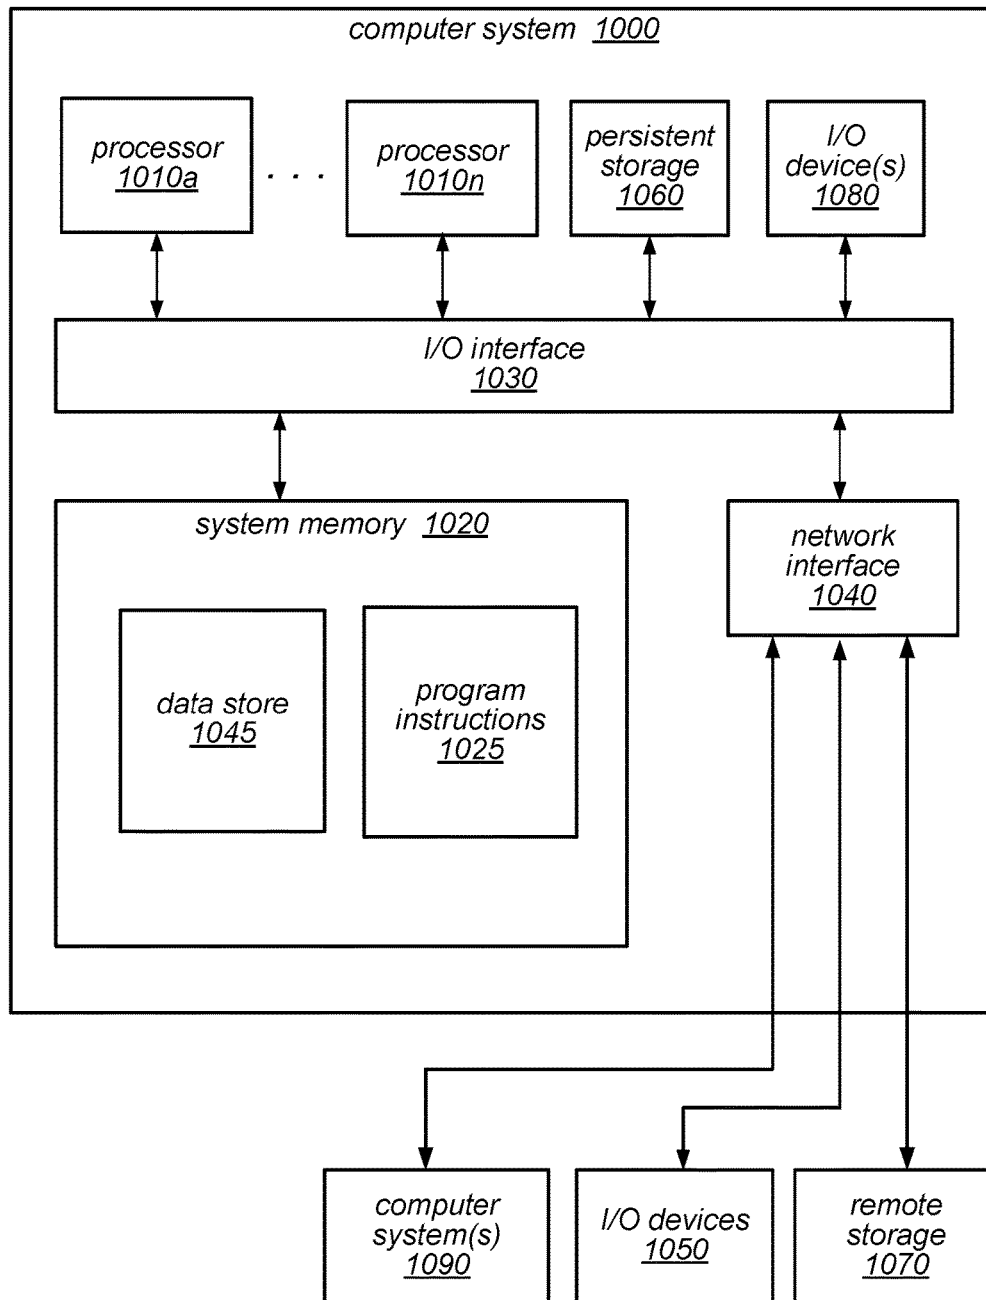 computer system 1000
processor
1010a
. . .
processor
1010n
persistent
storage
1060
I/O
device(s)
1080
I/O interface
1030
system memory 1020
data store
1045
program
instructions
1025
network
interface
1040
computer
system(s)
1090
I/O devices
1050
remote
storage
1070